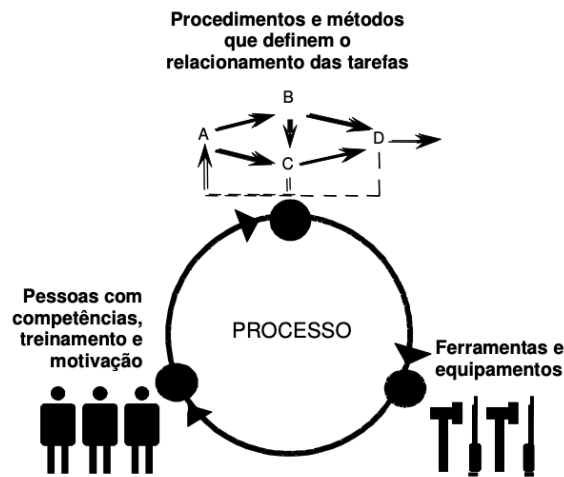 Procedimentos e métodos
que definem o
relacionamento das tarefas
B
A
D
C
PROCESSO
Pessoas com
competências,
treinamento e
motivação
Ferramentas e
equipamentos